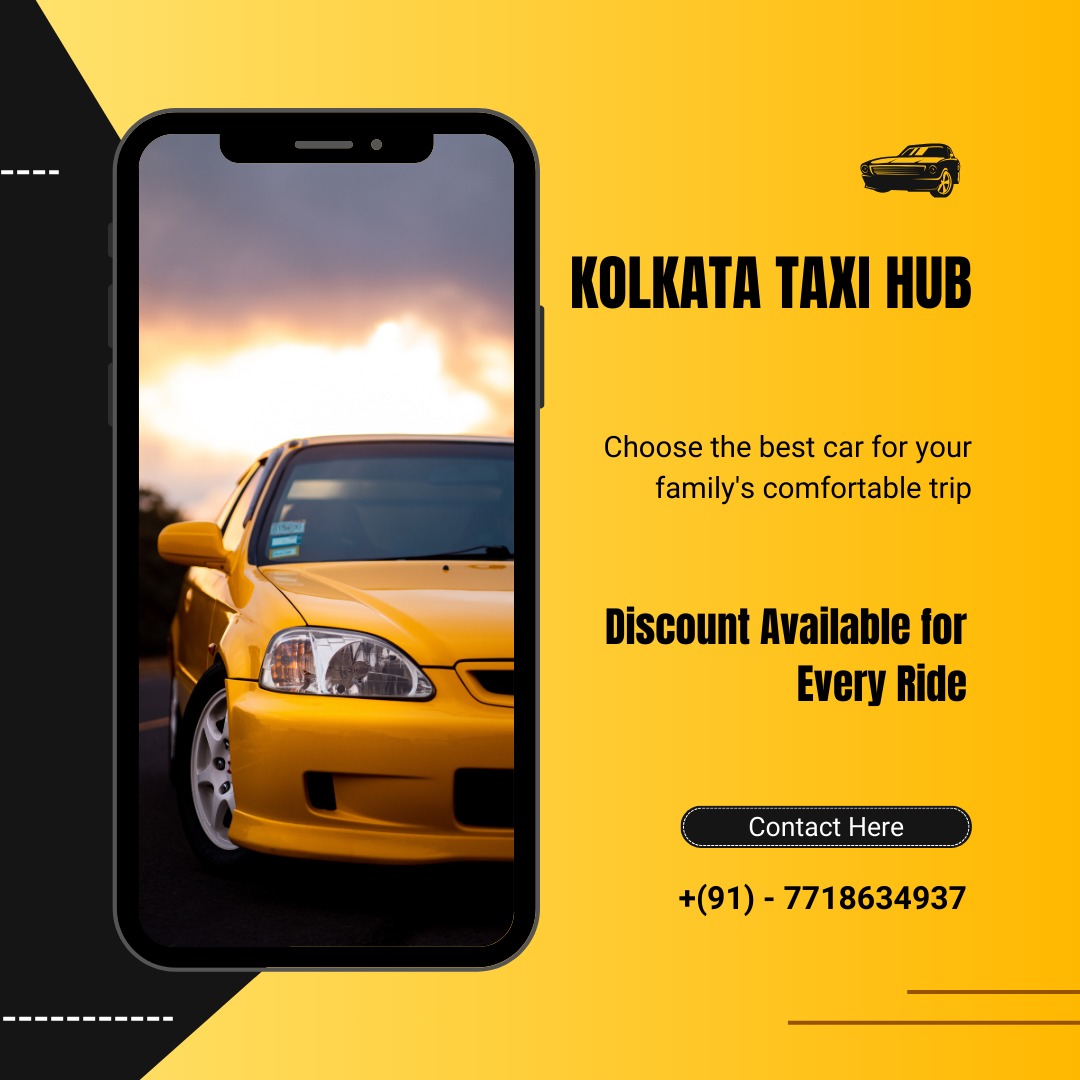 KOLKATA TAXI HUB
Choose the best car for your
family's comfortable trip
Discount Available for
Every Ride
Contact Here
+(91) - 7718634937